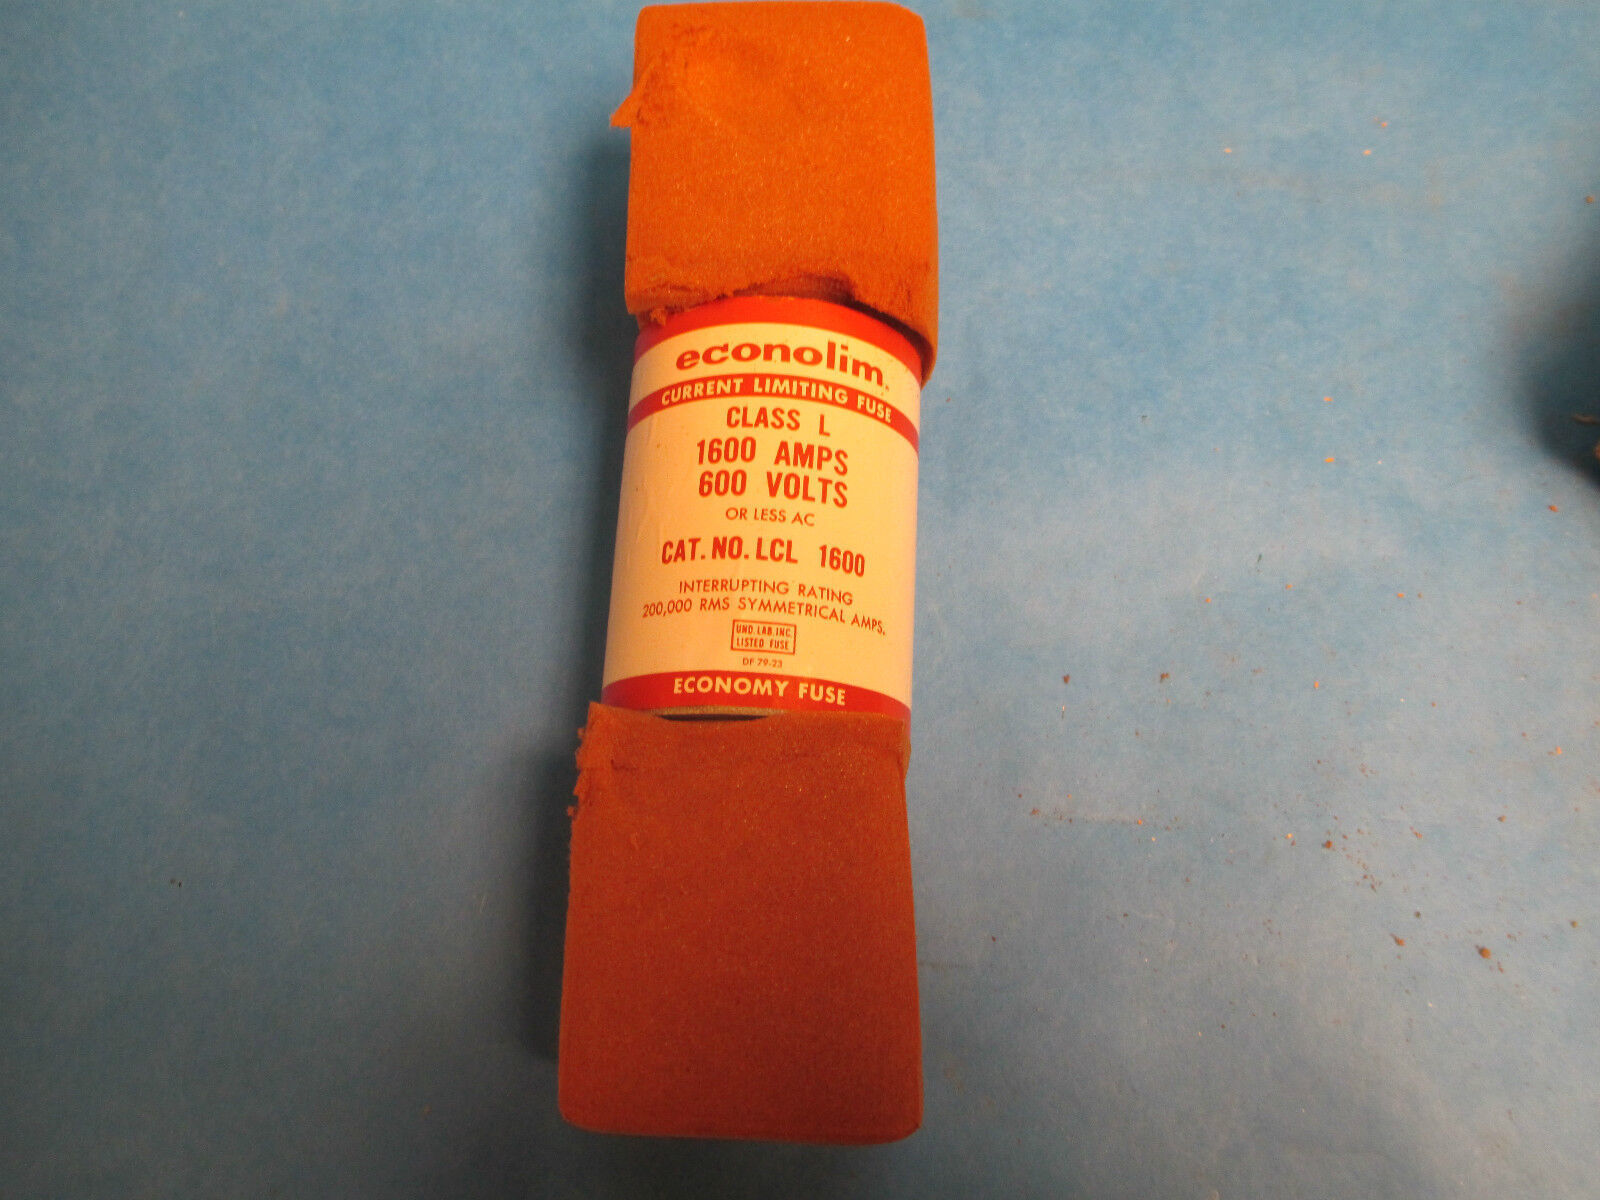 econolim.
CURRENT LIMITING FUSE
CLASS L
1600 AMPS
600 VOLTS
OR LESS AC
CAT. NO. LCL 1600
INTERRUPTING RATING
200,000 RMS SYMMETRICAL AMPS.
UND. LAB. INC.
LISTED FUSE
DF 79-23
ECONOMY FUSE